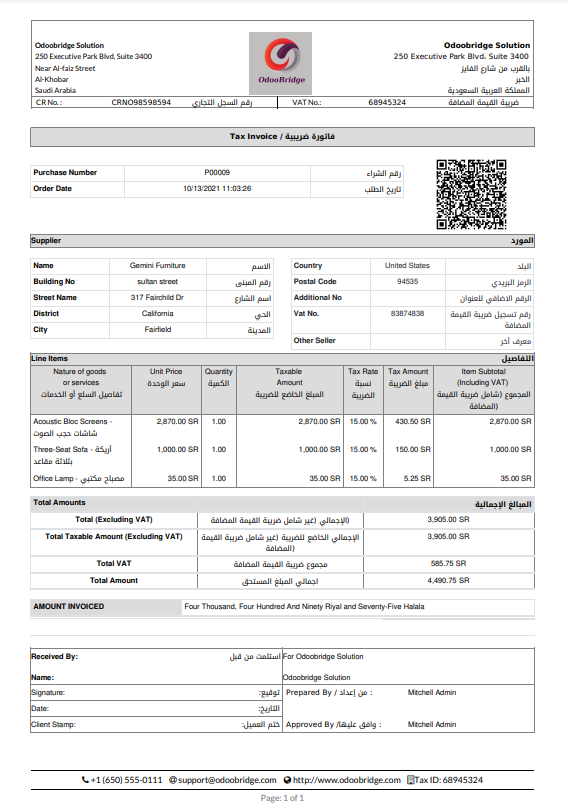 Odoobridge Solution
250 Executive Park Blvd, Suite 3400
Near Al-faiz Street
Al-Khobar
Saudi Arabia
OdooBridge
Odoobridge Solution
250 Executive Park Blvd، Suite 3400
بالقرب من شارع الفايز
الخبر
المملكة العربية السعودية
CR No. : CRNO98598594 رقم السجل التجاري VAT No.: 68945324 ضريبة القيمة المضافة
Tax Invoice / فاتورة ضريبية
Purchase Number P00009 رقم الشراء
Order Date 10/13/2021 11:03:26 تاريخ الطلب
Supplier المورد
Name Gemini Furniture الاسم
Building No sultan street رقم المبنى
Street Name 317 Fairchild Dr اسم الشارع
District California الحي
City Fairfield المدينة
Country United States البلد
Postal Code 94535 الرمز البريدي
Additional No الرقم الاضافي للعنوان
Vat No. 83874838 رقم تسجيل ضريبة القيمة
المضافة
Other Seller معرف آخر
Line Items التفاصيل
Nature of goods
or services
تفاصيل السلع أو الخدمات
Unit Price
سعر الوحدة
Quantity
الكمية
Taxable
Amount
المبلغ الخاضع للضريبة
Tax Rate
نسبة
الضريبة
Tax Amount
مبلغ الضريبة
Item Subtotal
(Including VAT)
المجموع (شامل ضريبة القيمة
المضافة)
Acoustic Bloc Screens - 2,870.00 SR 1.00 2,870.00 SR 15.00 % 430.50 SR 2,870.00 SR
شاشات حجب الصوت
Three-Seat Sofa - أريكة 1,000.00 SR 1.00 1,000.00 SR 15.00 % 150.00 SR 1,000.00 SR
بثلاثة مقاعد
Office Lamp - مصباح مكتبي 35.00 SR 1.00 35.00 SR 15.00 % 5.25 SR 35.00 SR
Total Amounts المبالغ الإجمالية
Total (Excluding VAT) الإجمالي (غير شامل ضريبة القيمة المضافة) 3,905.00 SR
Total Taxable Amount (Excluding VAT) الإجمالي الخاضع للضريبة (غير شامل ضريبة القيمة 3,905.00 SR
المضافة)
Total VAT مجموع ضريبة القيمة المضافة 585.75 SR
Total Amount اجمالي المبلغ المستحق 4,490.75 SR
AMOUNT INVOICED Four Thousand, Four Hundred And Ninety Riyal and Seventy-Five Halala
Received By: استلمت من قبل For Odoobridge Solution
Name: Odoobridge Solution
Signature: توقيع: Prepared By / من إعداد : Mitchell Admin
Date: التاريخ:
Client Stamp: ختم العميل: Approved By /وافق عليها : Mitchell Admin
+1 (650) 555-0111 @ support@odoobridge.com http://www.odoobridge.com Tax ID: 68945324
Page: 1 of 1